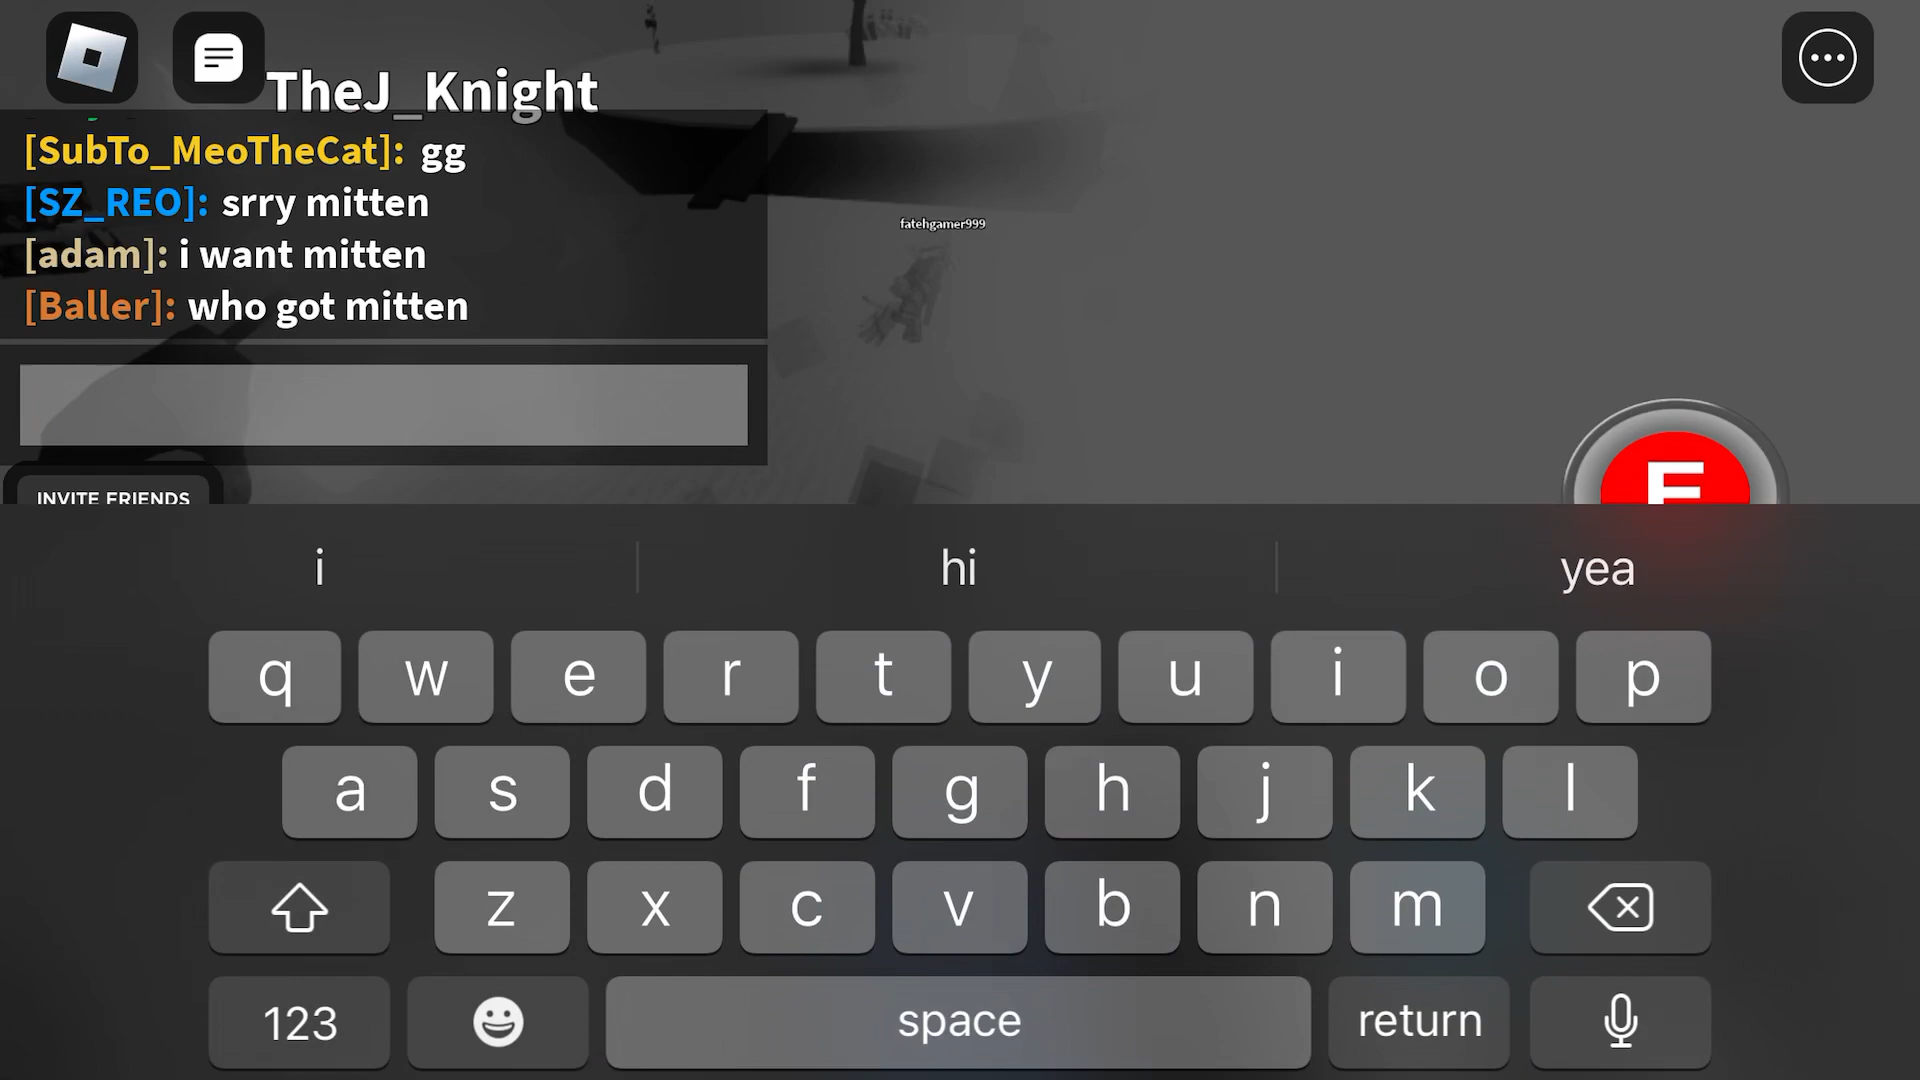 TheJ_Knight
[SubTo_MeoTheCat]: gg
[SZ_REO]: srry mitten
[adam]: i want mitten
[Baller]: who got mitten
fatehgamer999
INVITE FRIENDS
E
i hi yea
q w e r t y u i o p
a s d f g h j k l
z x c v b n m
123 space return